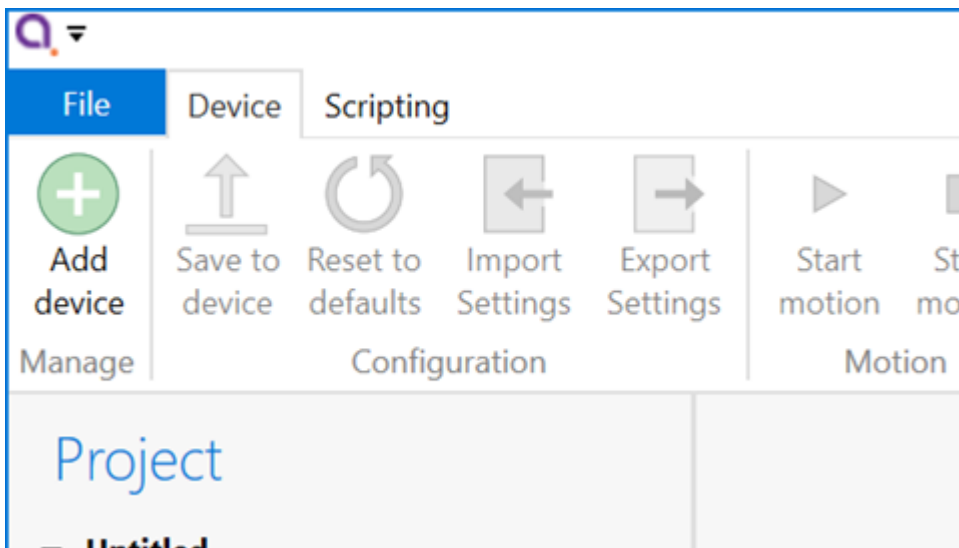 File Device Scripting
Add device
Save to device
Reset to defaults
Import Settings
Export Settings
Start motion
Manage
Configuration
Motion
Project
Untitled